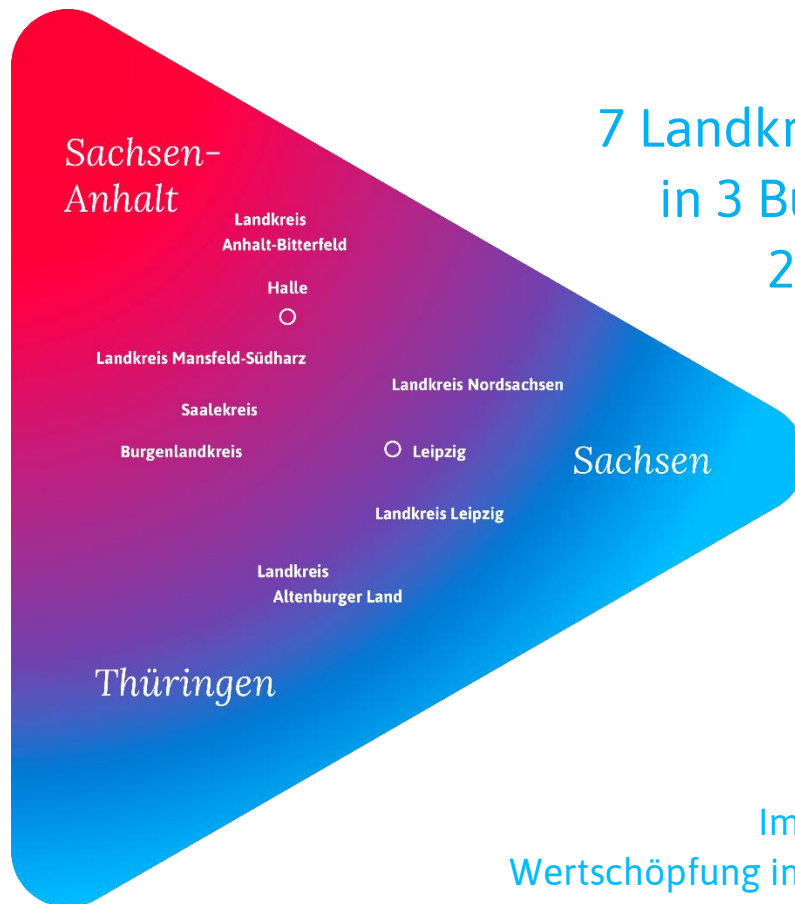 7 Landkr
in 3 Bu
2
Sachsen-
Anhalt
Landkreis
Anhalt-Bitterfeld
Halle
Landkreis Mansfeld-Südharz
Landkreis Nordsachsen
Saalekreis
Burgenlandkreis
Leipzig
Sachsen
Landkreis Leipzig
Landkreis
Altenburger Land
Thüringen
Im
Wertschöpfung in